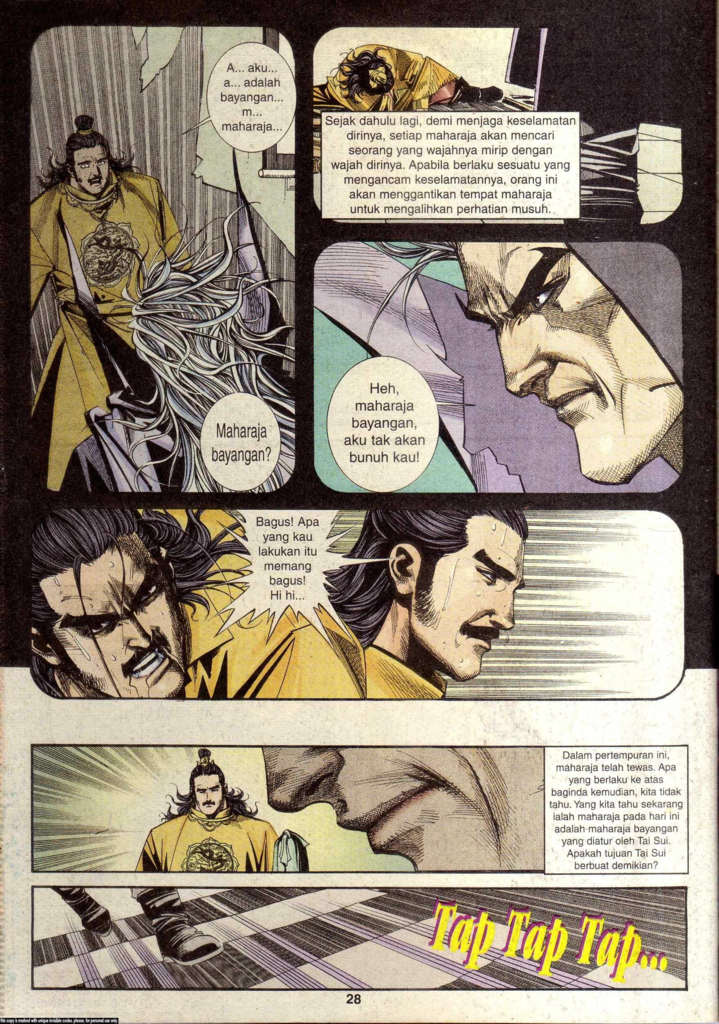 A... aku...
a... adalah
bayangan...
m...
maharaja...
Maharaja
bayangan?
Sejak dahulu lagi, demi menjaga keselamatan
dirinya, setiap maharaja akan mencari
seorang yang wajahnya mirip dengan
wajah dirinya. Apabila berlaku sesuatu yang
mengancam keselamatannya, orang ini
akan menggantikan tempat maharaja
untuk mengalihkan perhatian musuh.
Heh,
maharaja
bayangan,
aku tak akan
bunuh kau!
Bagus! Apa
yang kau
lakukan itu
memang
bagus!
Hi hi...
Dalam pertempuran ini,
maharaja telah tewas. Apa
yang berlaku ke atas
baginda kemudian, kita tidak
tahu. Yang kita tahu sekarang
ialah maharaja pada hari ini
adalah maharaja bayangan
yang diatur oleh Tai Sui.
Apakah tujuan Tai Sui
berbuat demikian?
Tap Tap Tap...
28